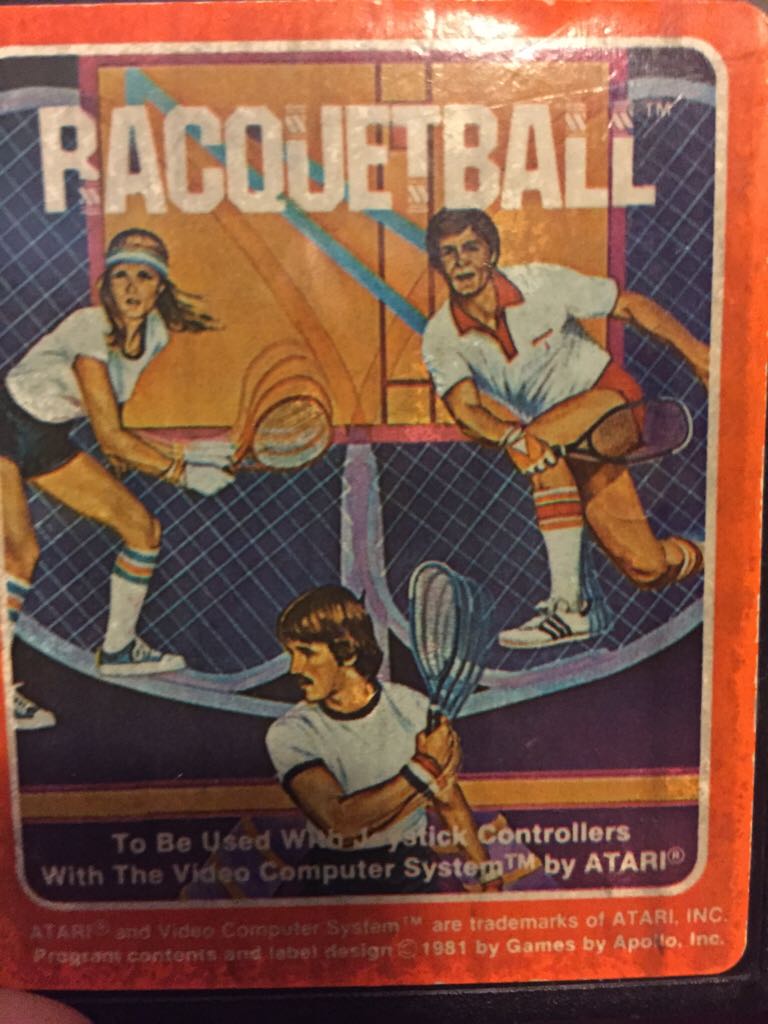 RACQUETBALL™
To Be Used With Joystick Controllers
With The Video Computer System™ by ATARI®
ATARI® and Video Computer System™ are trademarks of ATARI, INC.
Program contents and label design © 1981 by Games by Apollo, Inc.